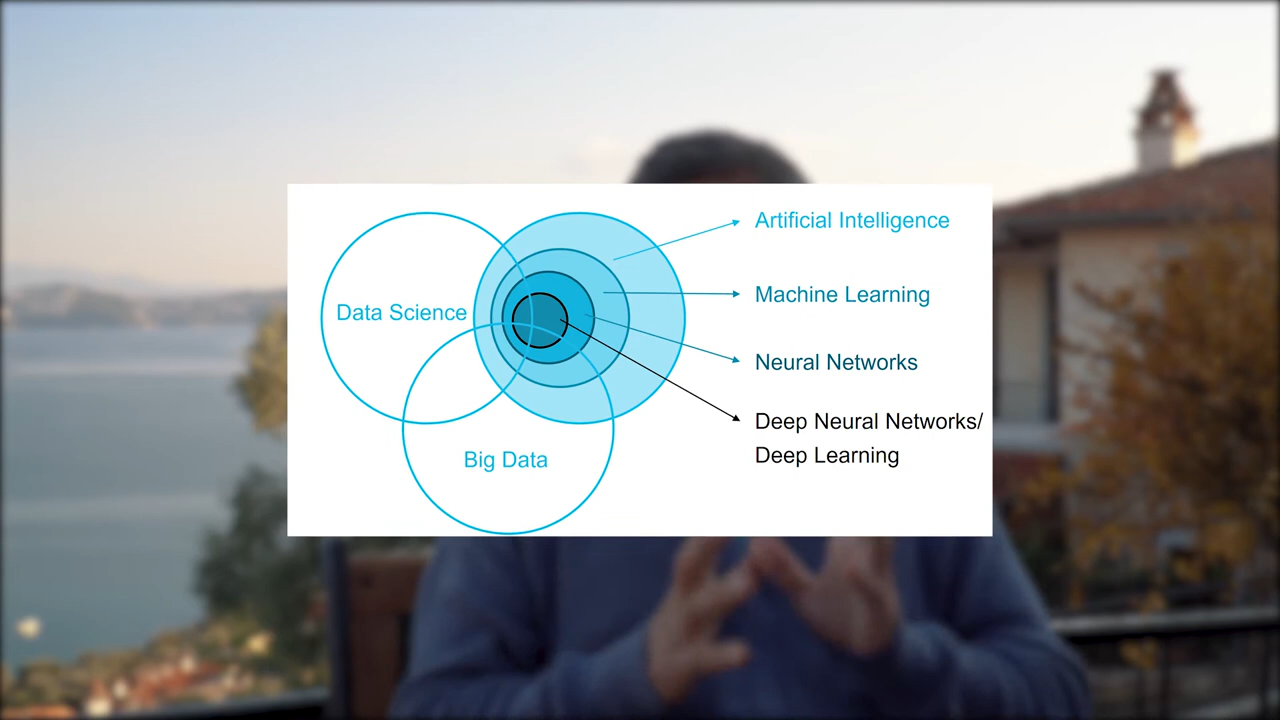 Artificial Intelligence
Machine Learning
Data Science
Neural Networks
Deep Neural Networks/
Deep Learning
Big Data